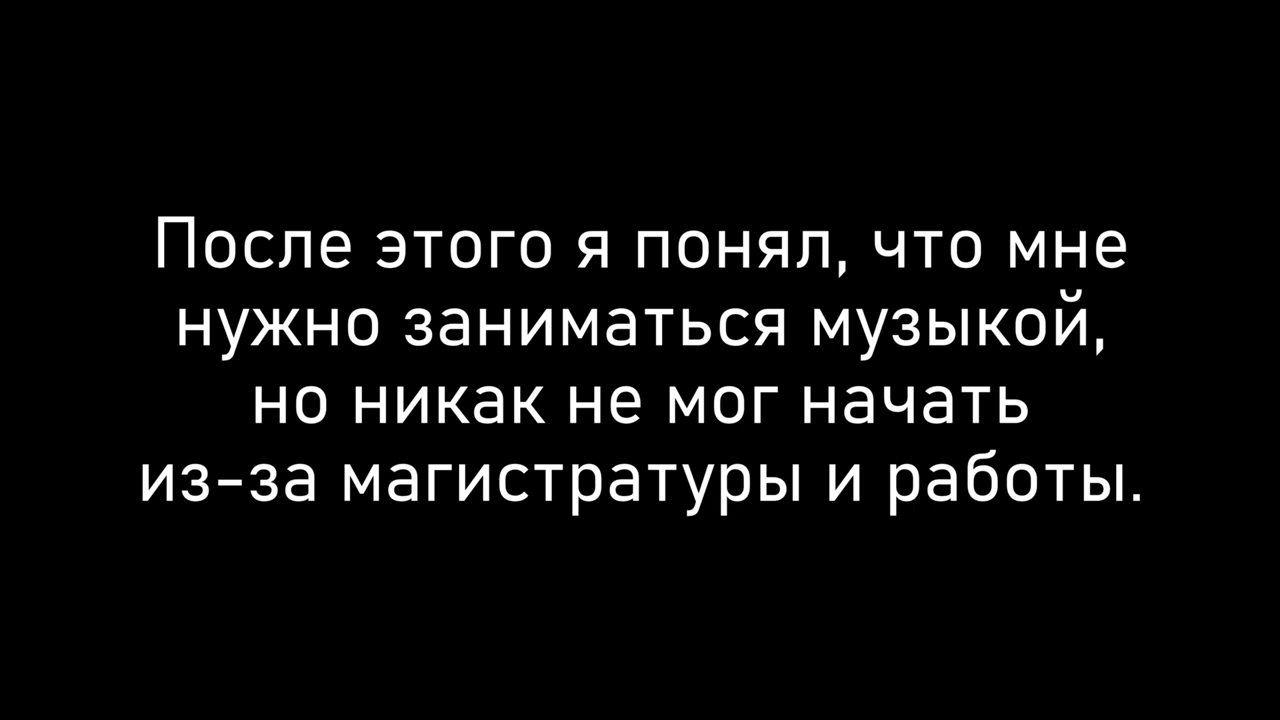 После этого я понял, что мне
нужно заниматься музыкой,
но никак не мог начать
из-за магистратуры и работы.